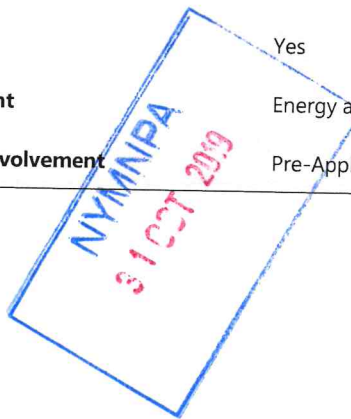 Yes
nt Energy a
volvement Pre-App
NYMNPA
31 OCT 2019